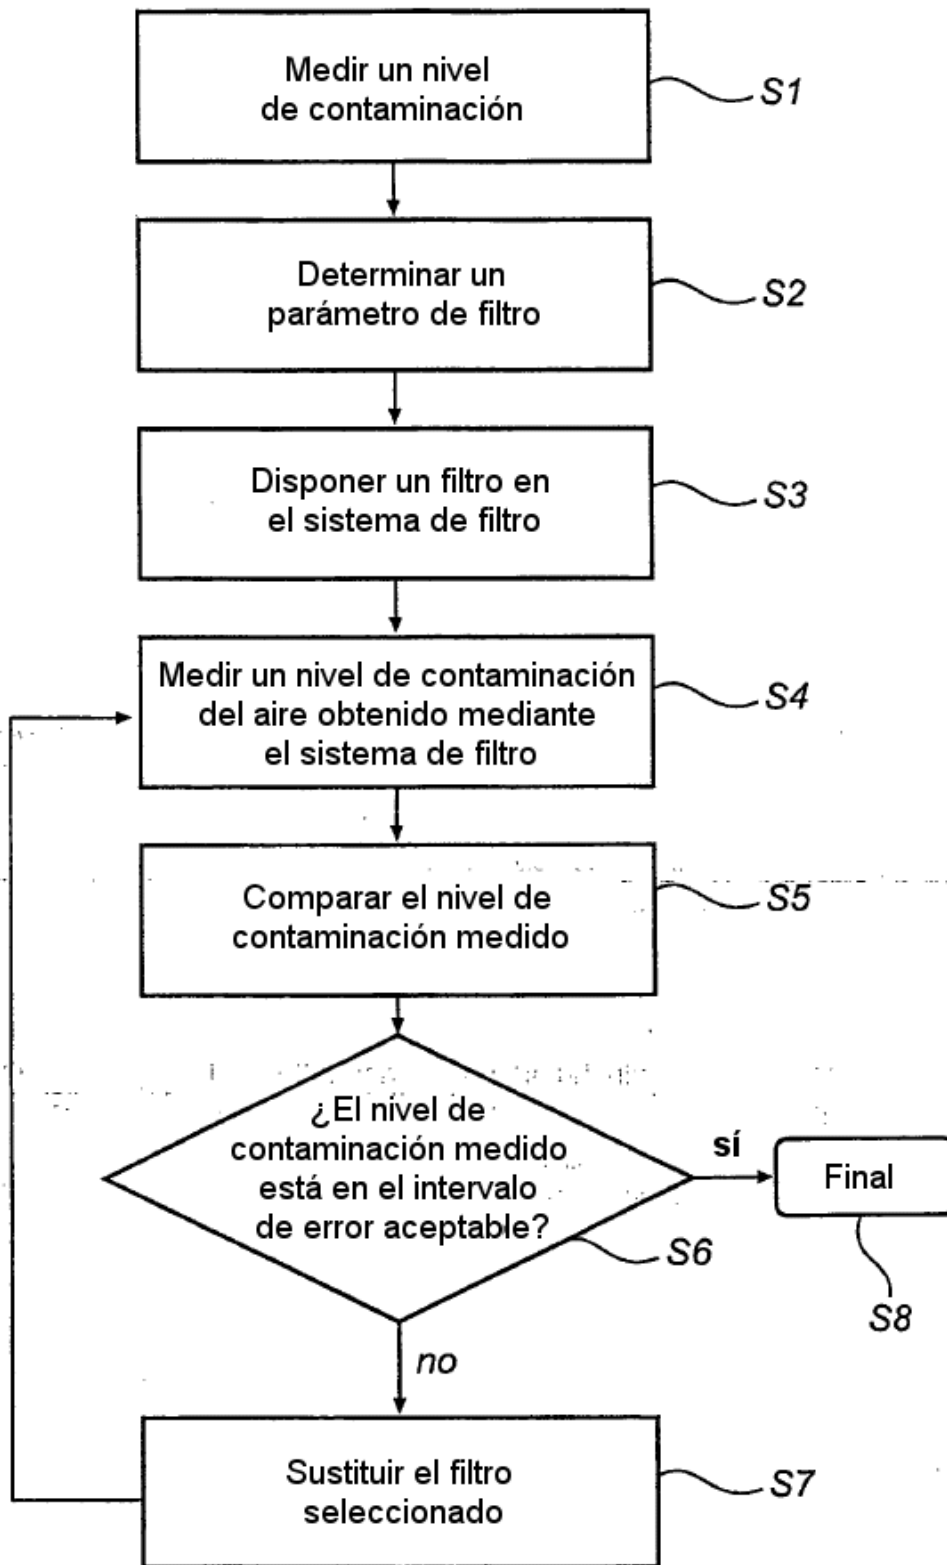 Medir un nivel
de contaminación
S1
Determinar un
parámetro de filtro
S2
Disponer un filtro en
el sistema de filtro
S3
Medir un nivel de contaminación
del aire obtenido mediante
el sistema de filtro
S4
Comparar el nivel de
contaminación medido
S5
¿El nivel de
contaminación medido
está en el intervalo
de error aceptable?
S6
sí
Final
S8
no
Sustituir el filtro
seleccionado
S7